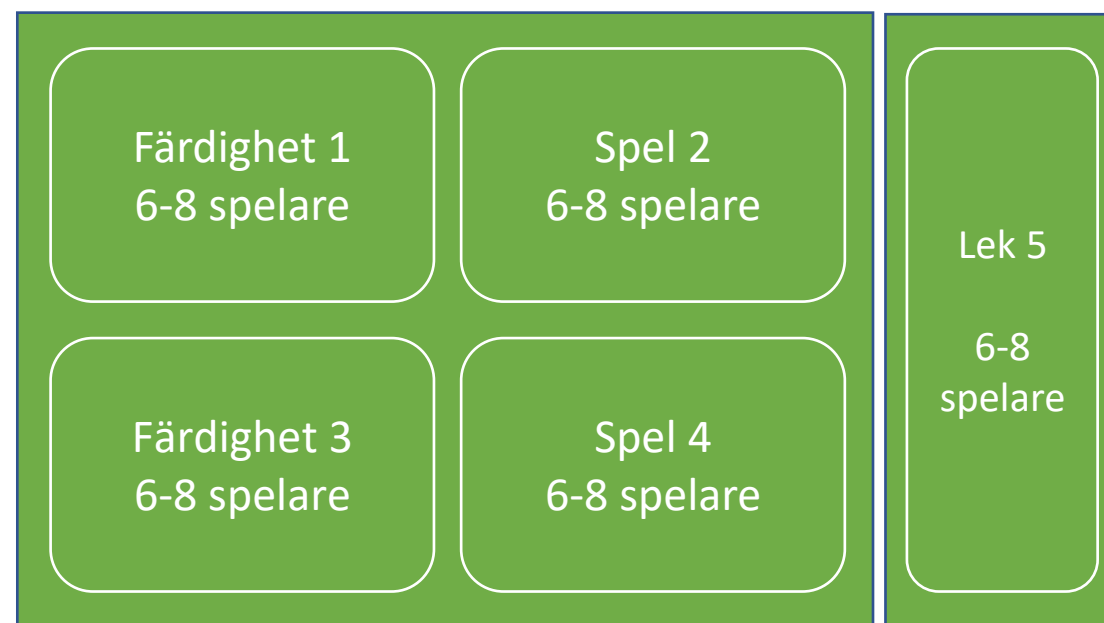 Färdighet 1
6-8 spelare
Spel 2
6-8 spelare
Färdighet 3
6-8 spelare
Spel 4
6-8 spelare
Lek 5
6-8
spelare